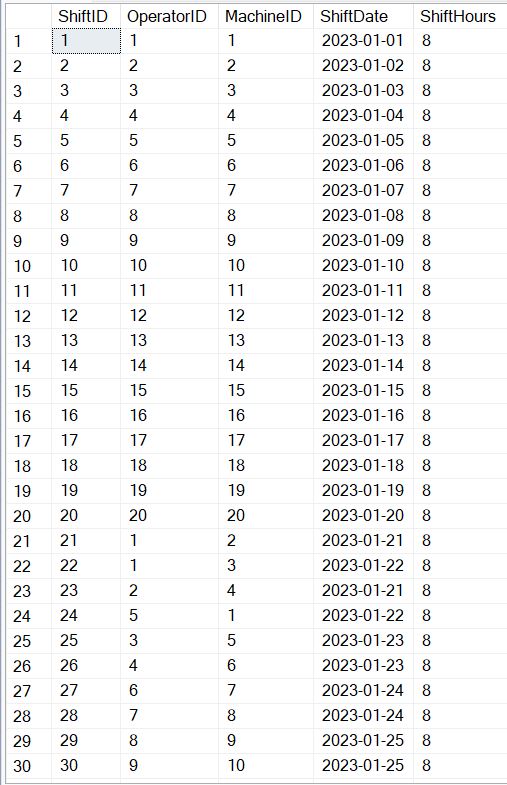 ShiftID OperatorID MachineID ShiftDate ShiftHours
1 1 1 1 2023-01-01 8
2 2 2 2 2023-01-02 8
3 3 3 3 2023-01-03 8
4 4 4 4 2023-01-04 8
5 5 5 5 2023-01-05 8
6 6 6 6 2023-01-06 8
7 7 7 7 2023-01-07 8
8 8 8 8 2023-01-08 8
9 9 9 9 2023-01-09 8
10 10 10 10 2023-01-10 8
11 11 11 11 2023-01-11 8
12 12 12 12 2023-01-12 8
13 13 13 13 2023-01-13 8
14 14 14 14 2023-01-14 8
15 15 15 15 2023-01-15 8
16 16 16 16 2023-01-16 8
17 17 17 17 2023-01-17 8
18 18 18 18 2023-01-18 8
19 19 19 19 2023-01-19 8
20 20 20 20 2023-01-20 8
21 21 1 2 2023-01-21 8
22 22 1 3 2023-01-22 8
23 23 2 4 2023-01-21 8
24 24 5 1 2023-01-22 8
25 25 3 5 2023-01-23 8
26 26 4 6 2023-01-23 8
27 27 6 7 2023-01-24 8
28 28 7 8 2023-01-24 8
29 29 8 9 2023-01-25 8
30 30 9 10 2023-01-25 8